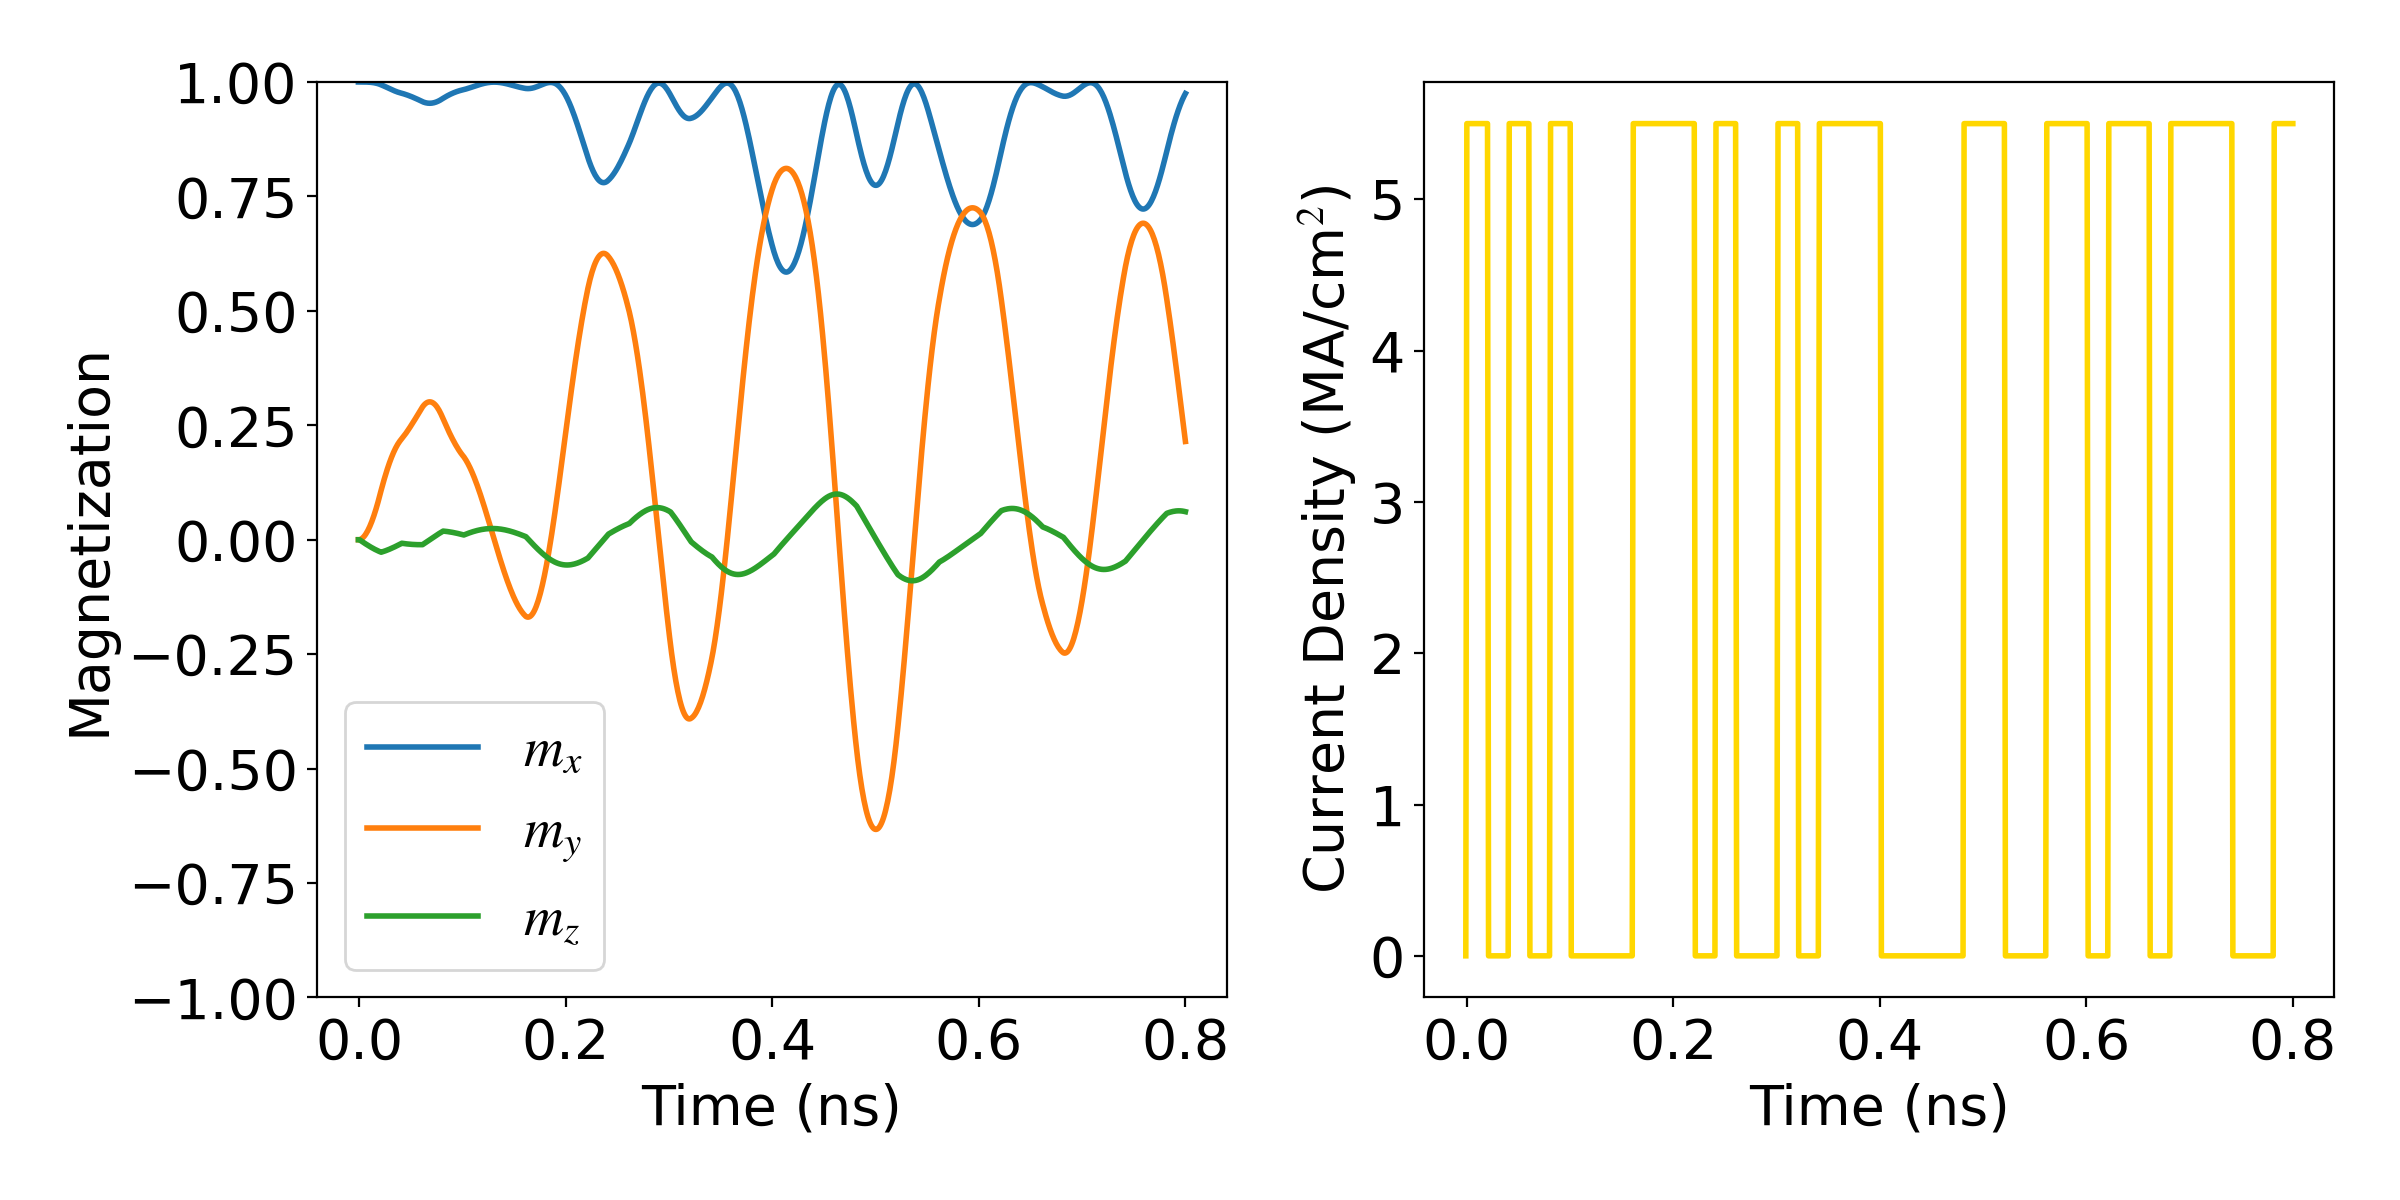 1.00
0.75
0.50
0.25
0.00
−0.25
−0.50
−0.75
−1.00
Magnetization
m_x
m_y
m_z
0.0 0.2 0.4 0.6 0.8
Time (ns)
5
4
3
2
1
0
Current Density (MA/cm²)
0.0 0.2 0.4 0.6 0.8
Time (ns)